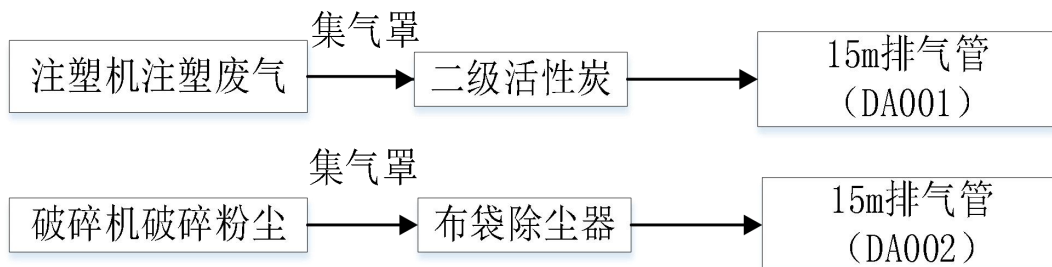 集气罩
注塑机注塑废气
二级活性炭
15m排气管
（DA001）
集气罩
破碎机破碎粉尘
布袋除尘器
15m排气管
（DA002）